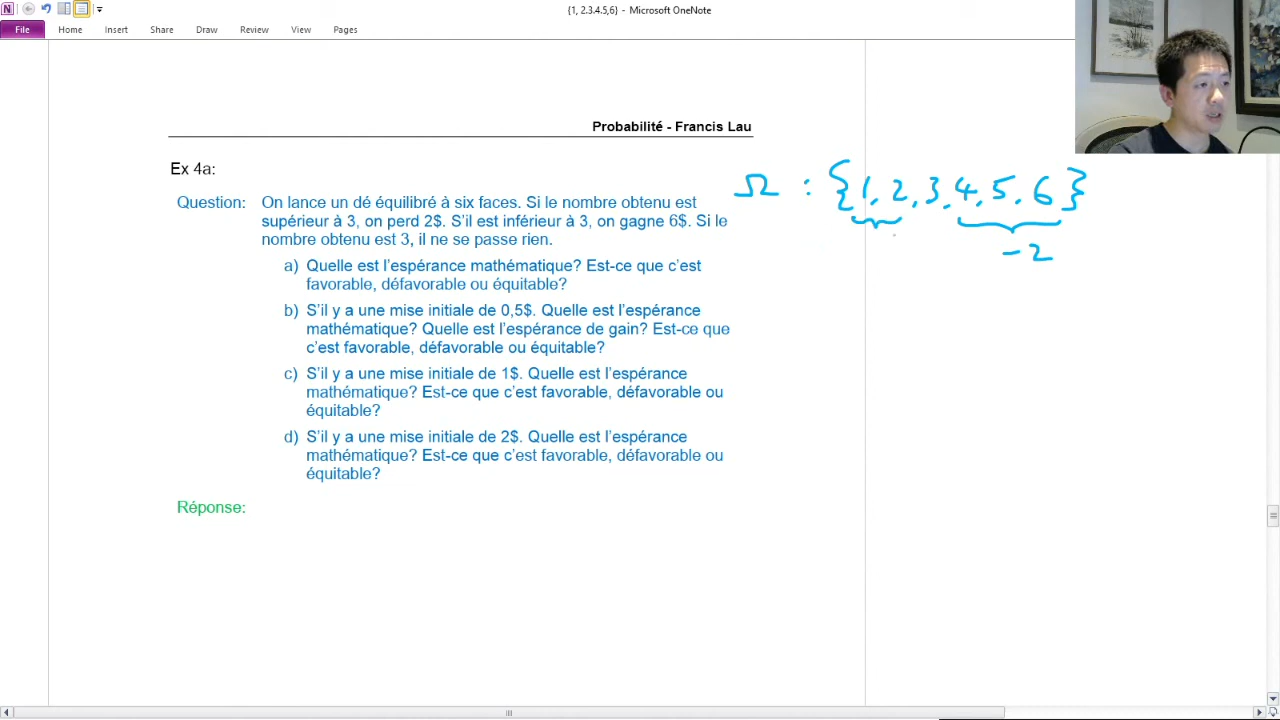 {1, 2.3.4.5,6} - Microsoft OneNote
File Home Insert Share Draw Review View Pages
Probabilité - Francis Lau
Ex 4a:
Ω : {1, 2, 3, 4, 5, 6}
-2
Question: On lance un dé équilibré à six faces. Si le nombre obtenu est
supérieur à 3, on perd 2$. S'il est inférieur à 3, on gagne 6$. Si le
nombre obtenu est 3, il ne se passe rien.
a) Quelle est l'espérance mathématique? Est-ce que c'est
favorable, défavorable ou équitable?
b) S'il y a une mise initiale de 0,5$. Quelle est l'espérance
mathématique? Quelle est l'espérance de gain? Est-ce que
c'est favorable, défavorable ou équitable?
c) S'il y a une mise initiale de 1$. Quelle est l'espérance
mathématique? Est-ce que c'est favorable, défavorable ou
équitable?
d) S'il y a une mise initiale de 2$. Quelle est l'espérance
mathématique? Est-ce que c'est favorable, défavorable ou
équitable?
Réponse: